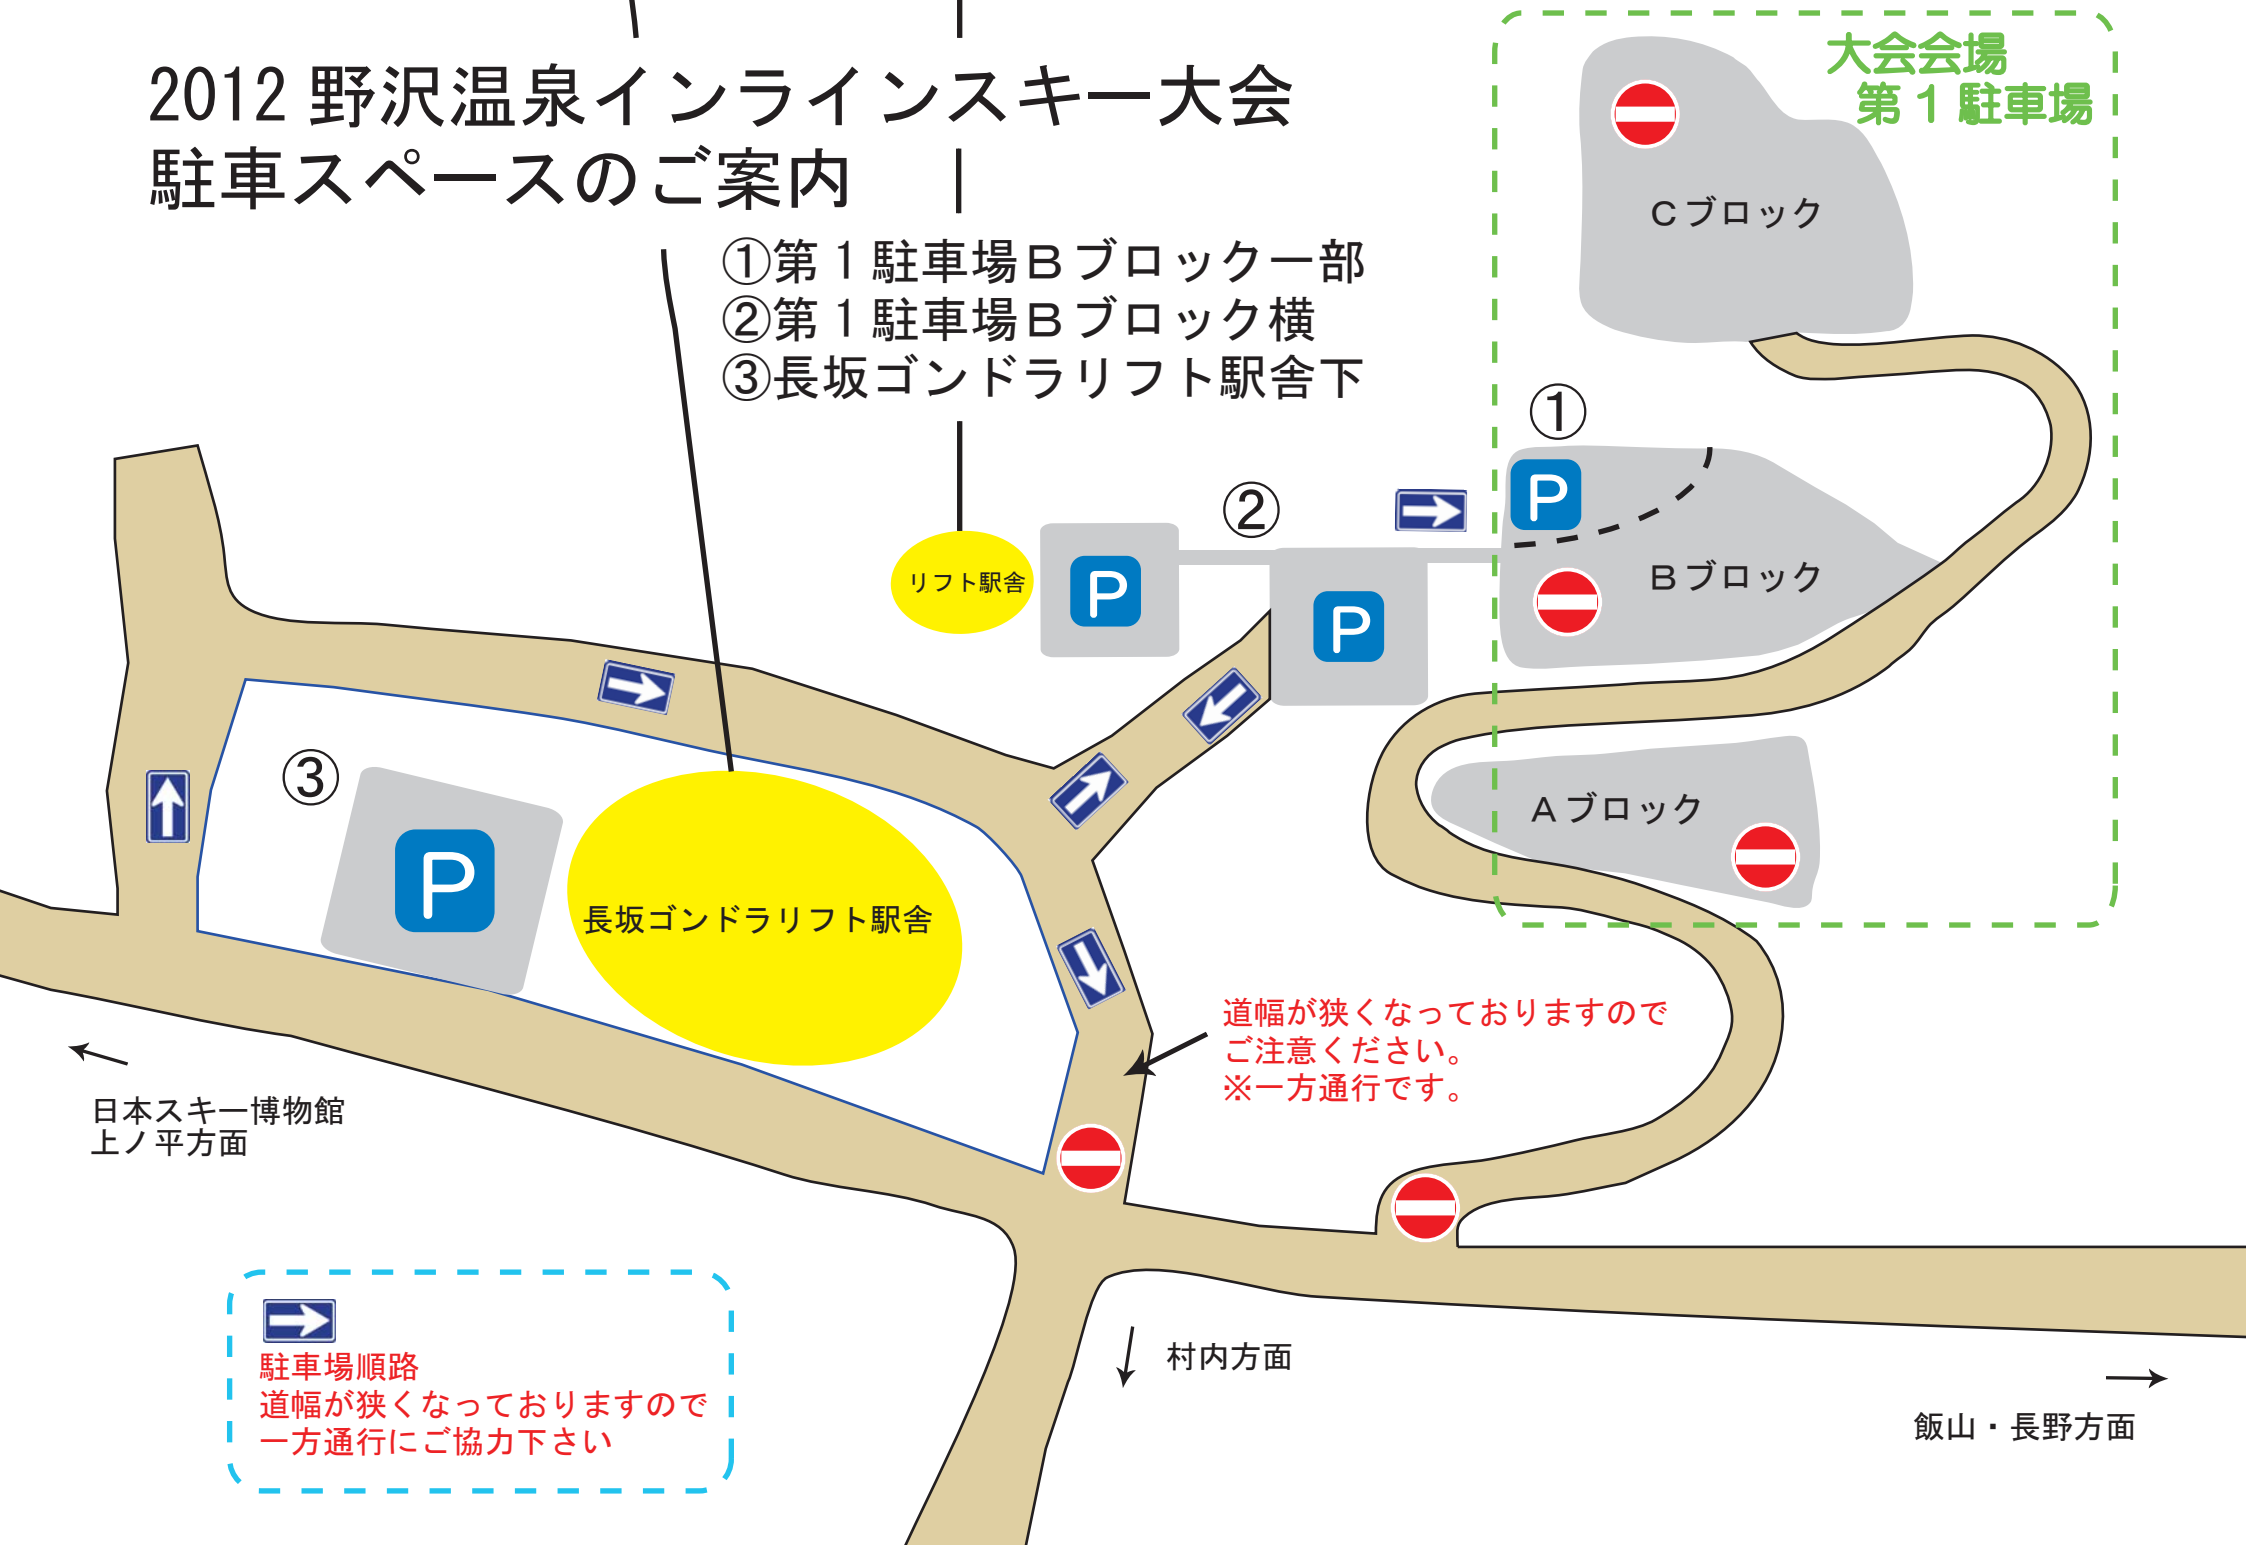 2012 野沢温泉インラインスキー大会
駐車スペースのご案内
①第１駐車場Ｂブロック一部
②第１駐車場Ｂブロック横
③長坂ゴンドラリフト駅舎下
大会会場
第１駐車場
Ｃブロック
①
P
Ｂブロック
②
リフト駅舎
P
P
Ａブロック
③
P
長坂ゴンドラリフト駅舎
道幅が狭くなっておりますので
ご注意ください。
※一方通行です。
日本スキー博物館
上ノ平方面
駐車場順路
道幅が狭くなっておりますので
一方通行にご協力下さい
村内方面
飯山・長野方面